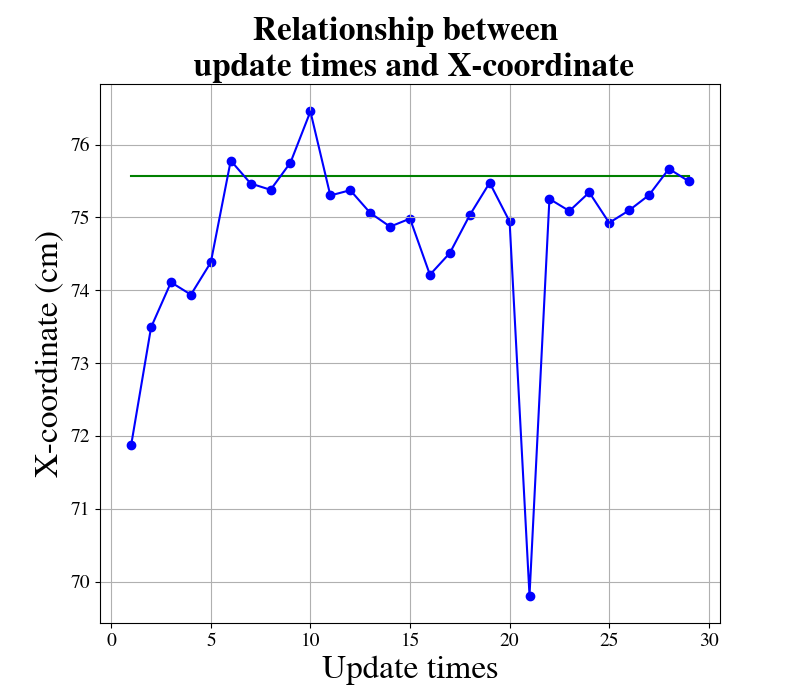 Relationship between
update times and X-coordinate
76
75
74
73
72
71
70
X-coordinate (cm)
0 5 10 15 20 25 30
Update times